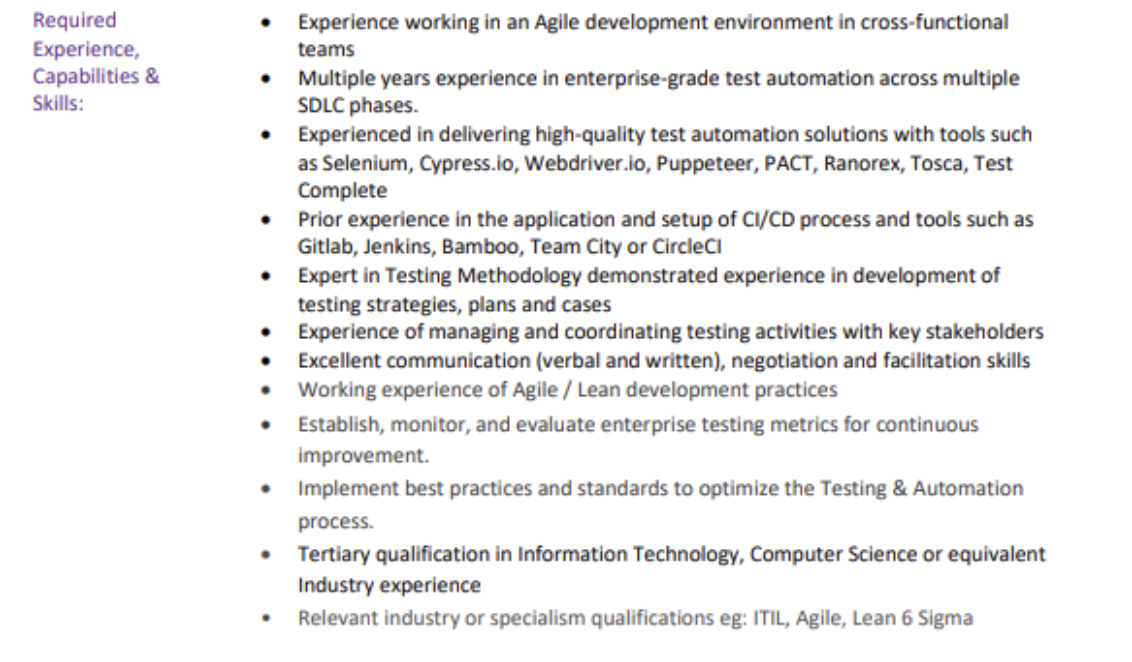 Required
Experience,
Capabilities &
Skills:
• Experience working in an Agile development environment in cross-functional
teams
• Multiple years experience in enterprise-grade test automation across multiple
SDLC phases.
• Experienced in delivering high-quality test automation solutions with tools such
as Selenium, Cypress.io, Webdriver.io, Puppeteer, PACT, Ranorex, Tosca, Test
Complete
• Prior experience in the application and setup of CI/CD process and tools such as
Gitlab, Jenkins, Bamboo, Team City or CircleCI
• Expert in Testing Methodology demonstrated experience in development of
testing strategies, plans and cases
• Experience of managing and coordinating testing activities with key stakeholders
• Excellent communication (verbal and written), negotiation and facilitation skills
• Working experience of Agile / Lean development practices
• Establish, monitor, and evaluate enterprise testing metrics for continuous
improvement.
• Implement best practices and standards to optimize the Testing & Automation
process.
• Tertiary qualification in Information Technology, Computer Science or equivalent
Industry experience
• Relevant industry or specialism qualifications eg: ITIL, Agile, Lean 6 Sigma